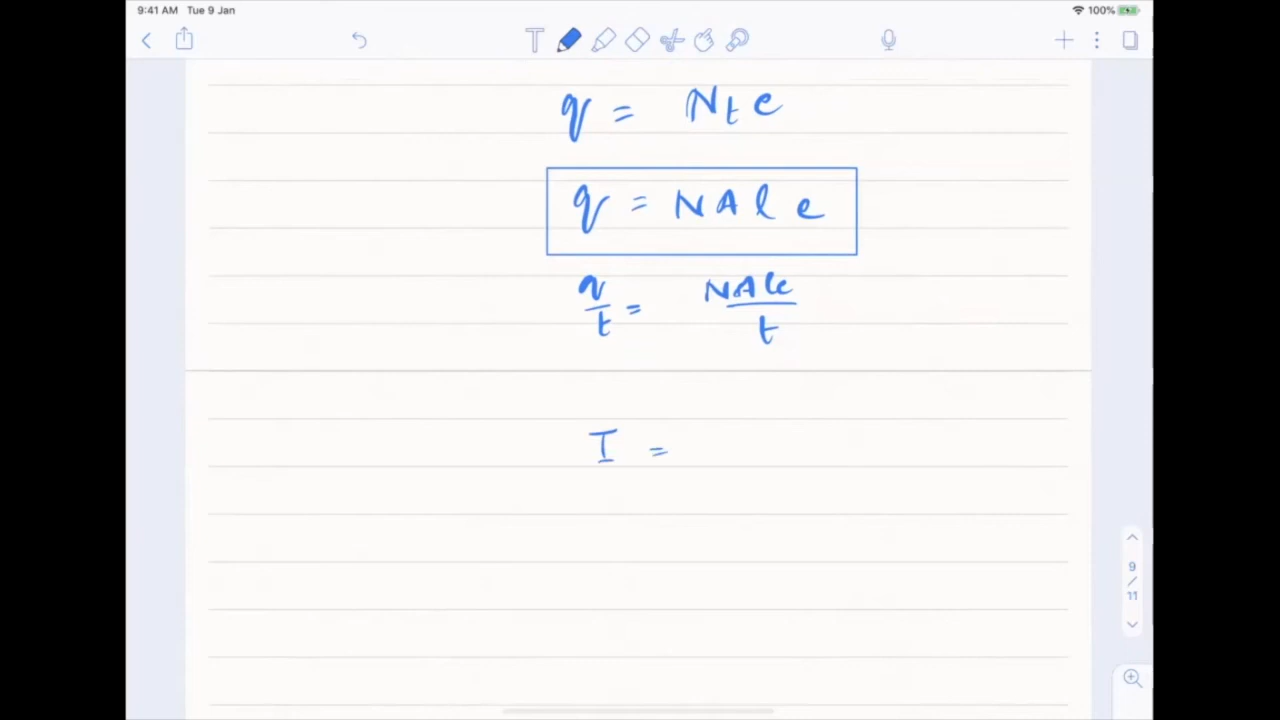 9:41 AM Tue 9 Jan
100%
T
q = Nt e
q = NAl e
q/t = NAle/t
I =
9
/
11